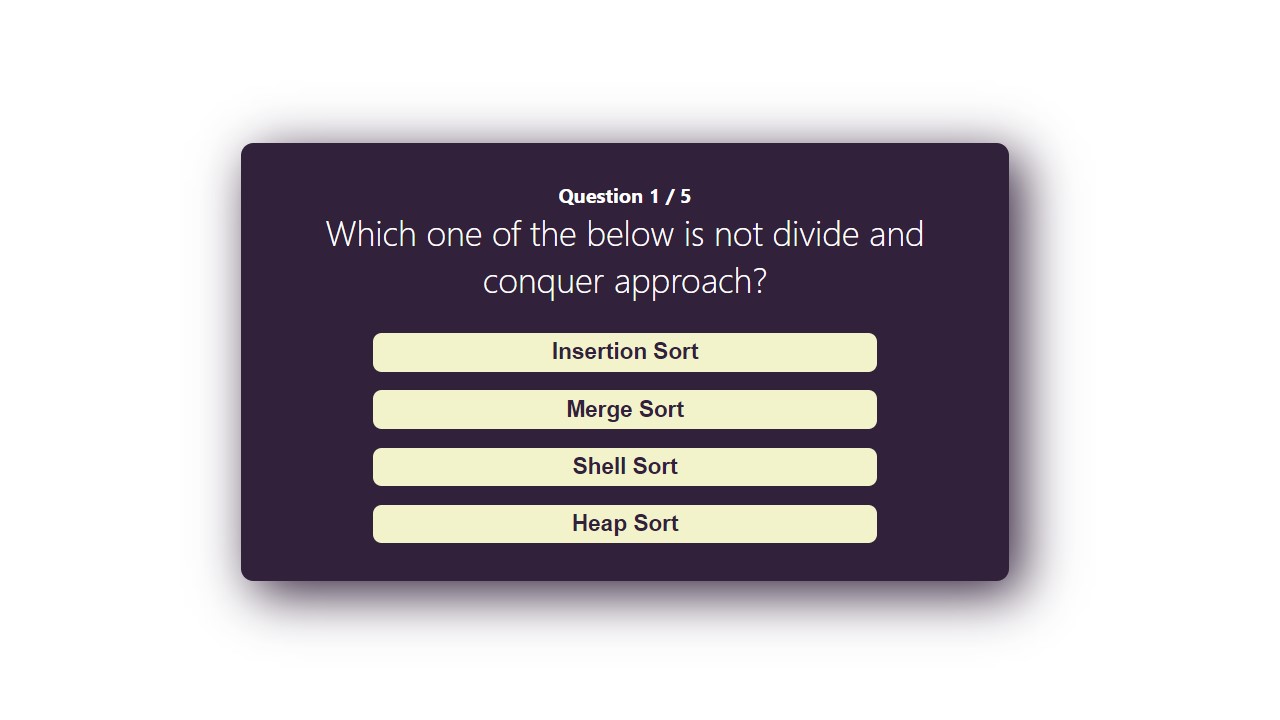 Question 1 / 5
Which one of the below is not divide and
conquer approach?
Insertion Sort
Merge Sort
Shell Sort
Heap Sort